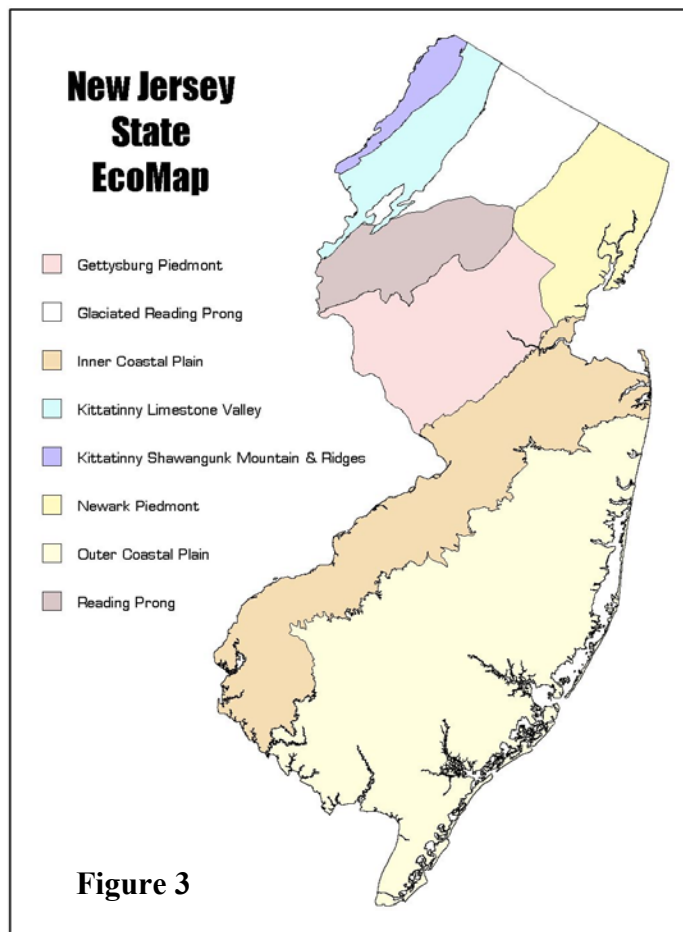 New Jersey
State
EcoMap
Gettysburg Piedmont
Glaciated Reading Prong
Inner Coastal Plain
Kittatinny Limestone Valley
Kittatinny Shawangunk Mountain & Ridges
Newark Piedmont
Outer Coastal Plain
Reading Prong
Figure 3